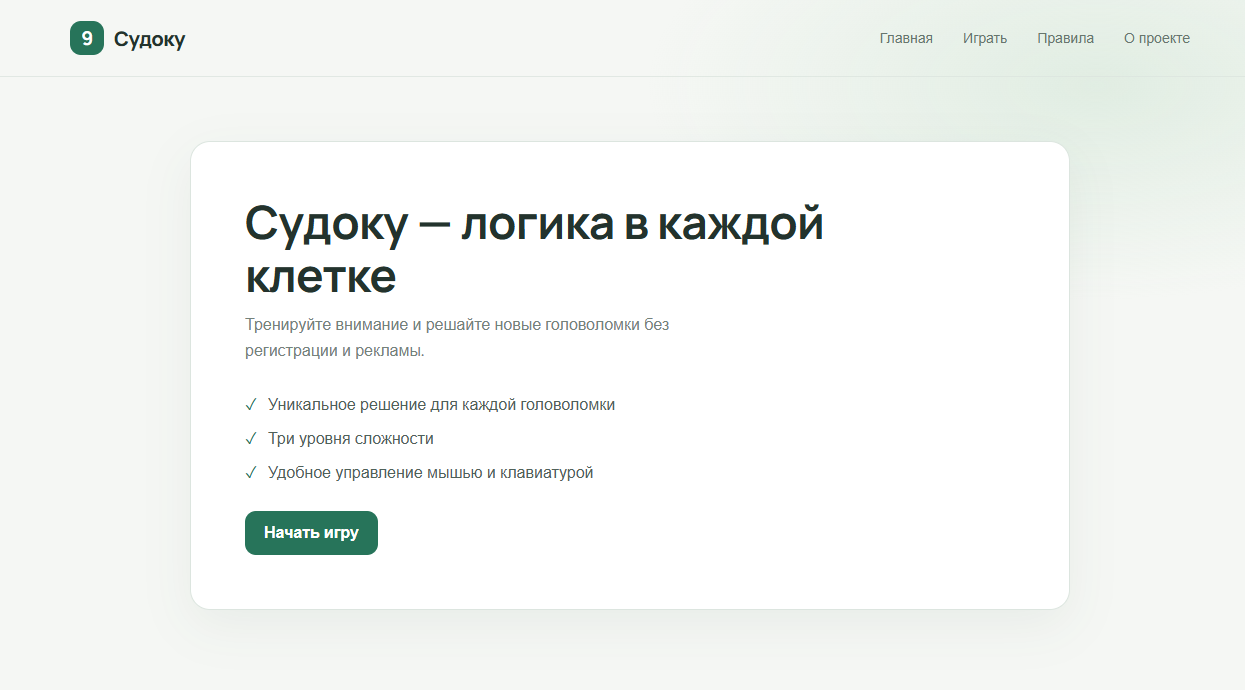 9 Судоку
Главная Играть Правила О проекте
Судоку — логика в каждой
клетке
Тренируйте внимание и решайте новые головоломки без
регистрации и рекламы.
✓ Уникальное решение для каждой головоломки
✓ Три уровня сложности
✓ Удобное управление мышью и клавиатурой
Начать игру